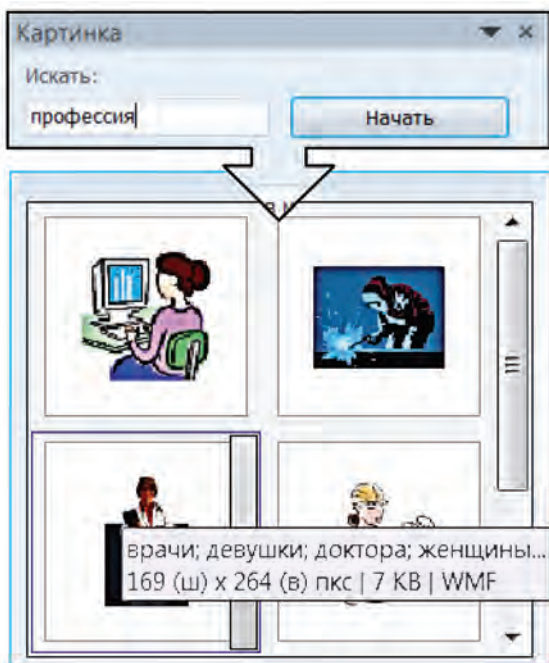 Картинка
Искать:
профессия
Начать
врачи; девушки; доктора; женщины...
169 (ш) x 264 (в) пкс | 7 KB | WMF